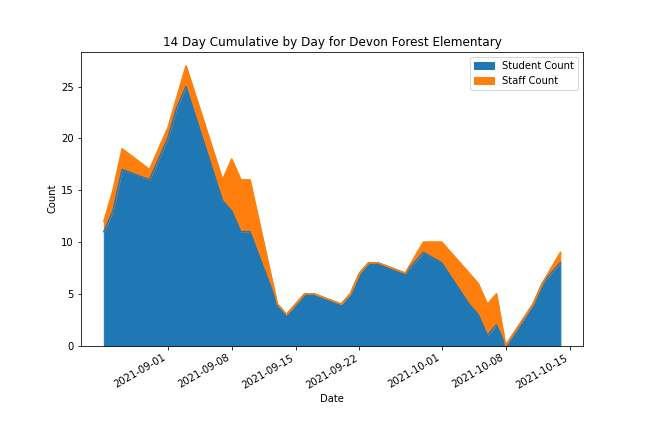 14 Day Cumulative by Day for Devon Forest Elementary
Student Count
Staff Count
25
20
15
10
5
0
Count
2021-09-01
2021-09-08
2021-09-15
2021-09-22
2021-10-01
2021-10-08
2021-10-15
Date